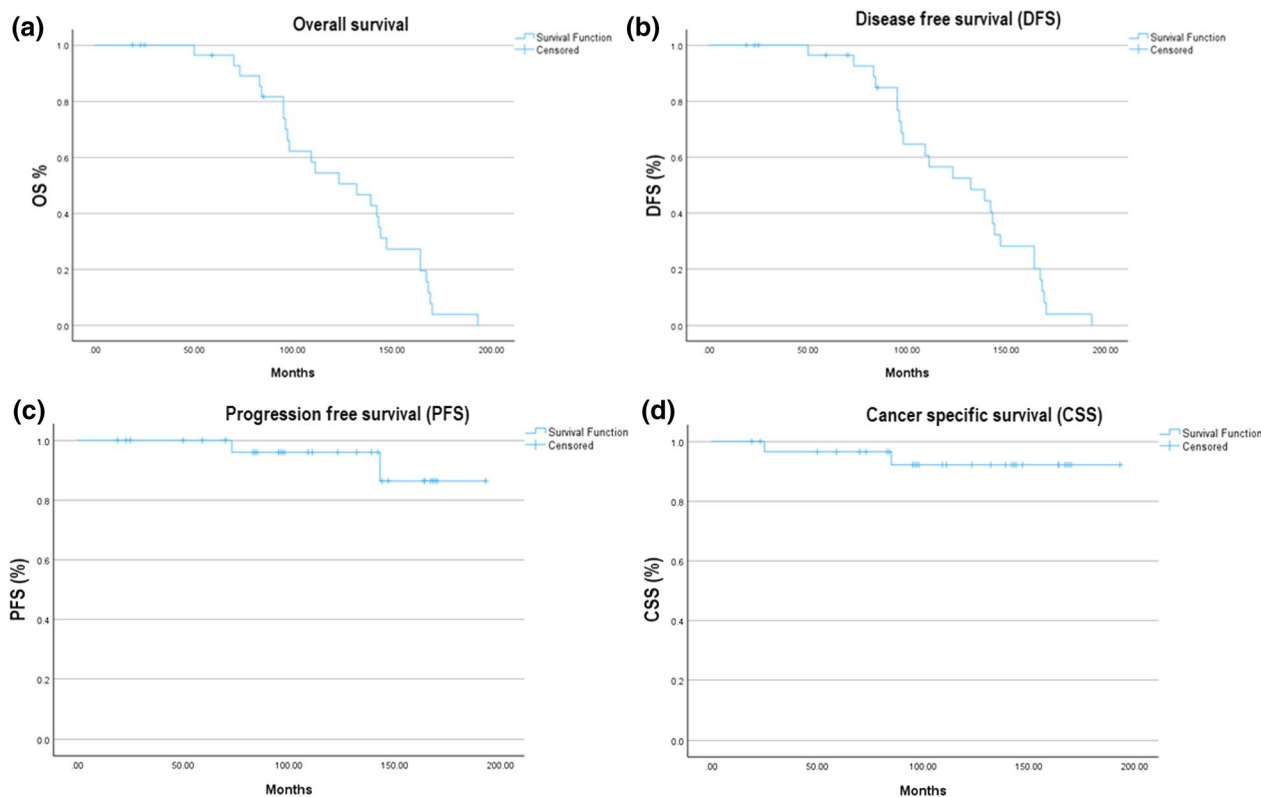 (a)
Overall survival
Survival Function
Censored
OS %
1.0
0.8
0.6
0.4
0.2
0.0
.00 50.00 100.00 150.00 200.00
Months
(b)
Disease free survival (DFS)
Survival Function
Censored
DFS (%)
1.0
0.8
0.6
0.4
0.2
0.0
.00 50.00 100.00 150.00 200.00
Months
(c)
Progression free survival (PFS)
Survival Function
Censored
PFS (%)
1.0
0.8
0.6
0.4
0.2
0.0
.00 50.00 100.00 150.00 200.00
Months
(d)
Cancer specific survival (CSS)
Survival Function
Censored
CSS (%)
1.0
0.8
0.6
0.4
0.2
0.0
.00 50.00 100.00 150.00 200.00
Months